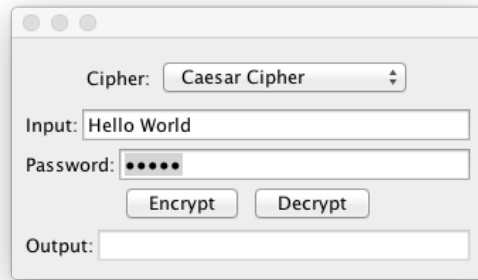 Cipher: Caesar Cipher
Input: Hello World
Password: •••••
Encrypt Decrypt
Output: